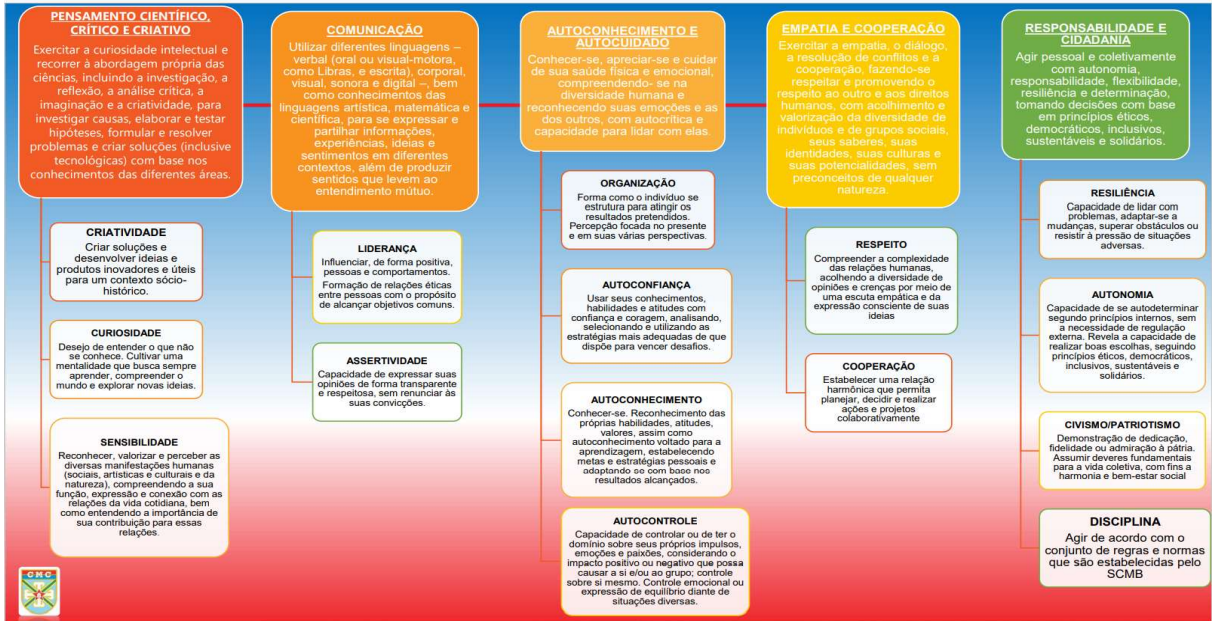 PENSAMENTO CIENTÍFICO,
CRÍTICO E CRIATIVO
Exercitar a curiosidade intelectual e
recorrer à abordagem própria das
ciências, incluindo a investigação, a
reflexão, a análise crítica, a
imaginação e a criatividade, para
investigar causas, elaborar e testar
hipóteses, formular e resolver
problemas e criar soluções (inclusive
tecnológicas) com base nos
conhecimentos das diferentes áreas.
CRIATIVIDADE
Criar soluções e
desenvolver ideias e
produtos inovadores e úteis
para um contexto sócio-
histórico.
CURIOSIDADE
Desejo de entender o que não
se conhece. Cultivar uma
mentalidade que busca sempre
aprender, compreender o
mundo e explorar novas ideias.
SENSIBILIDADE
Reconhecer, valorizar e perceber as
diversas manifestações humanas
(sociais, artísticas e culturais e da
natureza), compreendendo a sua
função, expressão e conexão com as
relações da vida cotidiana, bem
como entendendo a importância de
sua contribuição para essas
relações.
COMUNICAÇÃO
Utilizar diferentes linguagens –
verbal (oral ou visual-motora,
como Libras, e escrita), corporal,
visual, sonora e digital –, bem
como conhecimentos das
linguagens artística, matemática e
científica, para se expressar e
partilhar informações,
experiências, ideias e
sentimentos em diferentes
contextos, além de produzir
sentidos que levem ao
entendimento mútuo.
LIDERANÇA
Influenciar, de forma positiva,
pessoas e comportamentos.
Formação de relações éticas
entre pessoas com o propósito
de alcançar objetivos comuns.
ASSERTIVIDADE
Capacidade de expressar suas
opiniões de forma transparente
e respeitosa, sem renunciar às
suas convicções.
AUTOCONHECIMENTO E
AUTOCUIDADO
Conhecer-se, apreciar-se e cuidar
de sua saúde física e emocional,
compreendendo- se na
diversidade humana e
reconhecendo suas emoções e as
dos outros, com autocrítica e
capacidade para lidar com elas.
ORGANIZAÇÃO
Forma como o indivíduo se
estrutura para atingir os
resultados pretendidos.
Percepção focada no presente
e em suas várias perspectivas.
AUTOCONFIANÇA
Usar seus conhecimentos,
habilidades e atitudes com
confiança e coragem, analisando,
selecionando e utilizando as
estratégias mais adequadas de que
dispõe para vencer desafios.
AUTOCONHECIMENTO
Conhecer-se. Reconhecimento das
próprias habilidades, atitudes,
valores, assim como
autoconhecimento voltado para a
aprendizagem, estabelecendo
metas e estratégias pessoais e
adaptando-se com base nos
resultados alcançados.
AUTOCONTROLE
Capacidade de controlar ou de ter o
domínio sobre seus próprios impulsos,
emoções e paixões, considerando o
impacto positivo ou negativo que possa
causar a si e/ou ao grupo; controle
sobre si mesmo. Controle emocional ou
expressão de equilíbrio diante de
situações diversas.
EMPATIA E COOPERAÇÃO
Exercitar a empatia, o diálogo,
a resolução de conflitos e a
cooperação, fazendo-se
respeitar e promovendo o
respeito ao outro e aos direitos
humanos, com acolhimento e
valorização da diversidade de
indivíduos e de grupos sociais,
seus saberes, suas
identidades, suas culturas e
suas potencialidades, sem
preconceitos de qualquer
natureza.
RESPEITO
Compreender a complexidade
das relações humanas,
acolhendo a diversidade de
opiniões e crenças por meio de
uma escuta empática e da
expressão consciente de suas
ideias
COOPERAÇÃO
Estabelecer uma relação
harmônica que permita
planejar, decidir e realizar
ações e projetos
colaborativamente
RESPONSABILIDADE E
CIDADANIA
Agir pessoal e coletivamente
com autonomia,
responsabilidade, flexibilidade,
resiliência e determinação,
tomando decisões com base
em princípios éticos,
democráticos, inclusivos,
sustentáveis e solidários.
RESILIÊNCIA
Capacidade de lidar com
problemas, adaptar-se a
mudanças, superar obstáculos ou
resistir à pressão de situações
adversas.
AUTONOMIA
Capacidade de se autodeterminar
segundo princípios internos, sem
a necessidade de regulação
externa. Revela a capacidade de
realizar boas escolhas, seguindo
princípios éticos, democráticos,
inclusivos, sustentáveis e
solidários.
CIVISMO/PATRIOTISMO
Demonstração de dedicação,
fidelidade ou admiração à pátria.
Assumir deveres fundamentais
para a vida coletiva, com fins a
harmonia e bem-estar social
DISCIPLINA
Agir de acordo com o
conjunto de regras e normas
que são estabelecidas pelo
SCMB
CMC